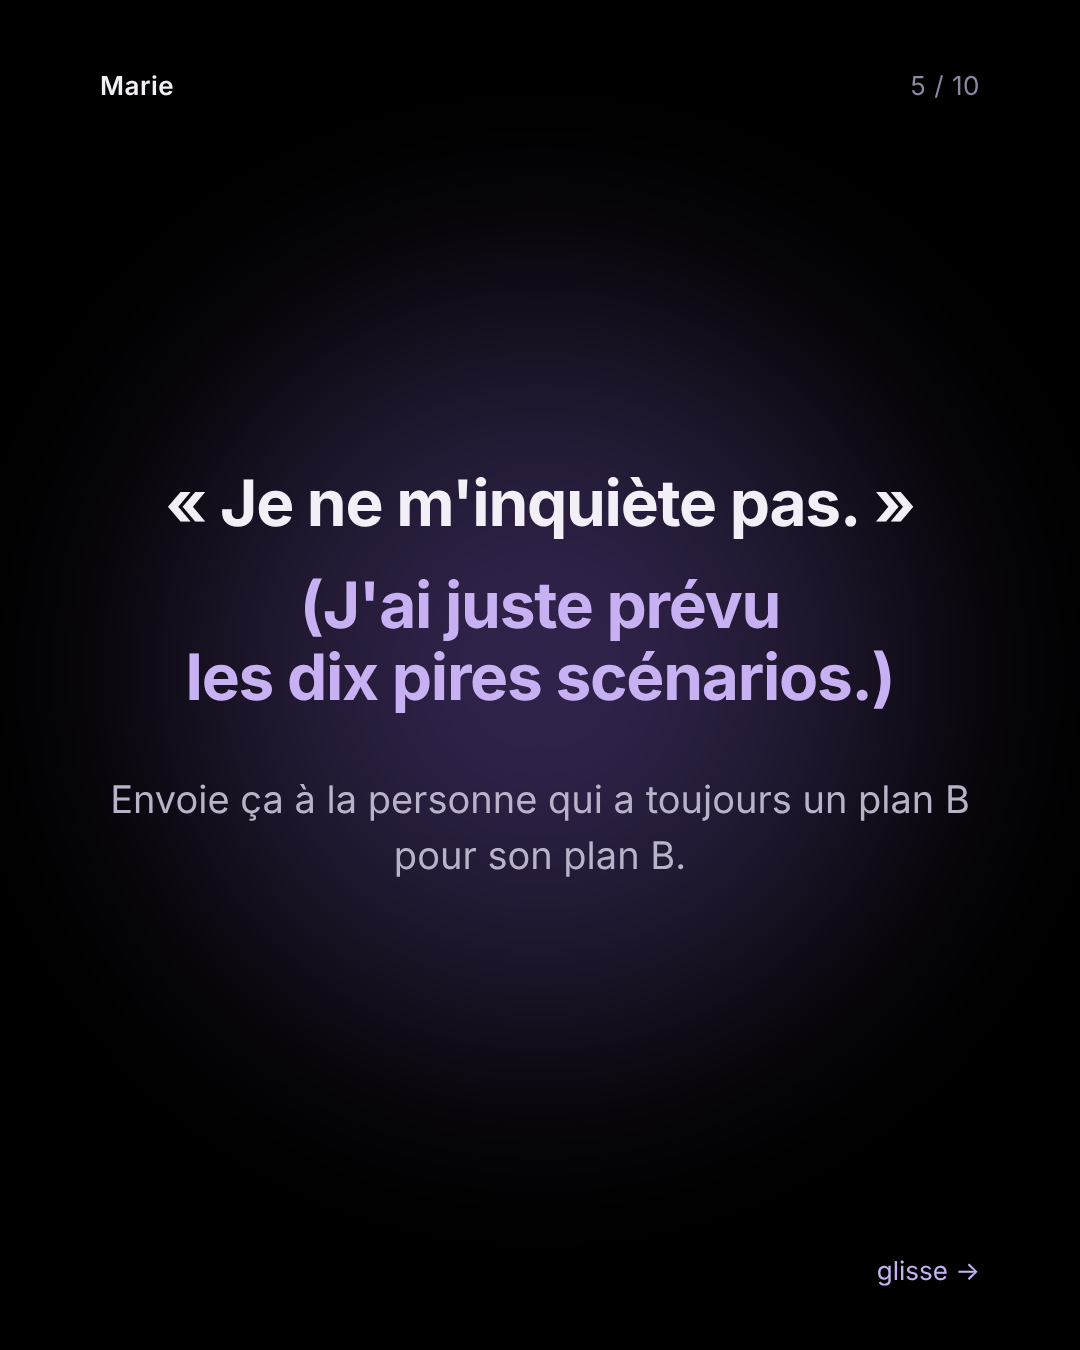 Marie
5 / 10
« Je ne m'inquiète pas. »
(J'ai juste prévu
les dix pires scénarios.)
Envoie ça à la personne qui a toujours un plan B
pour son plan B.
glisse →